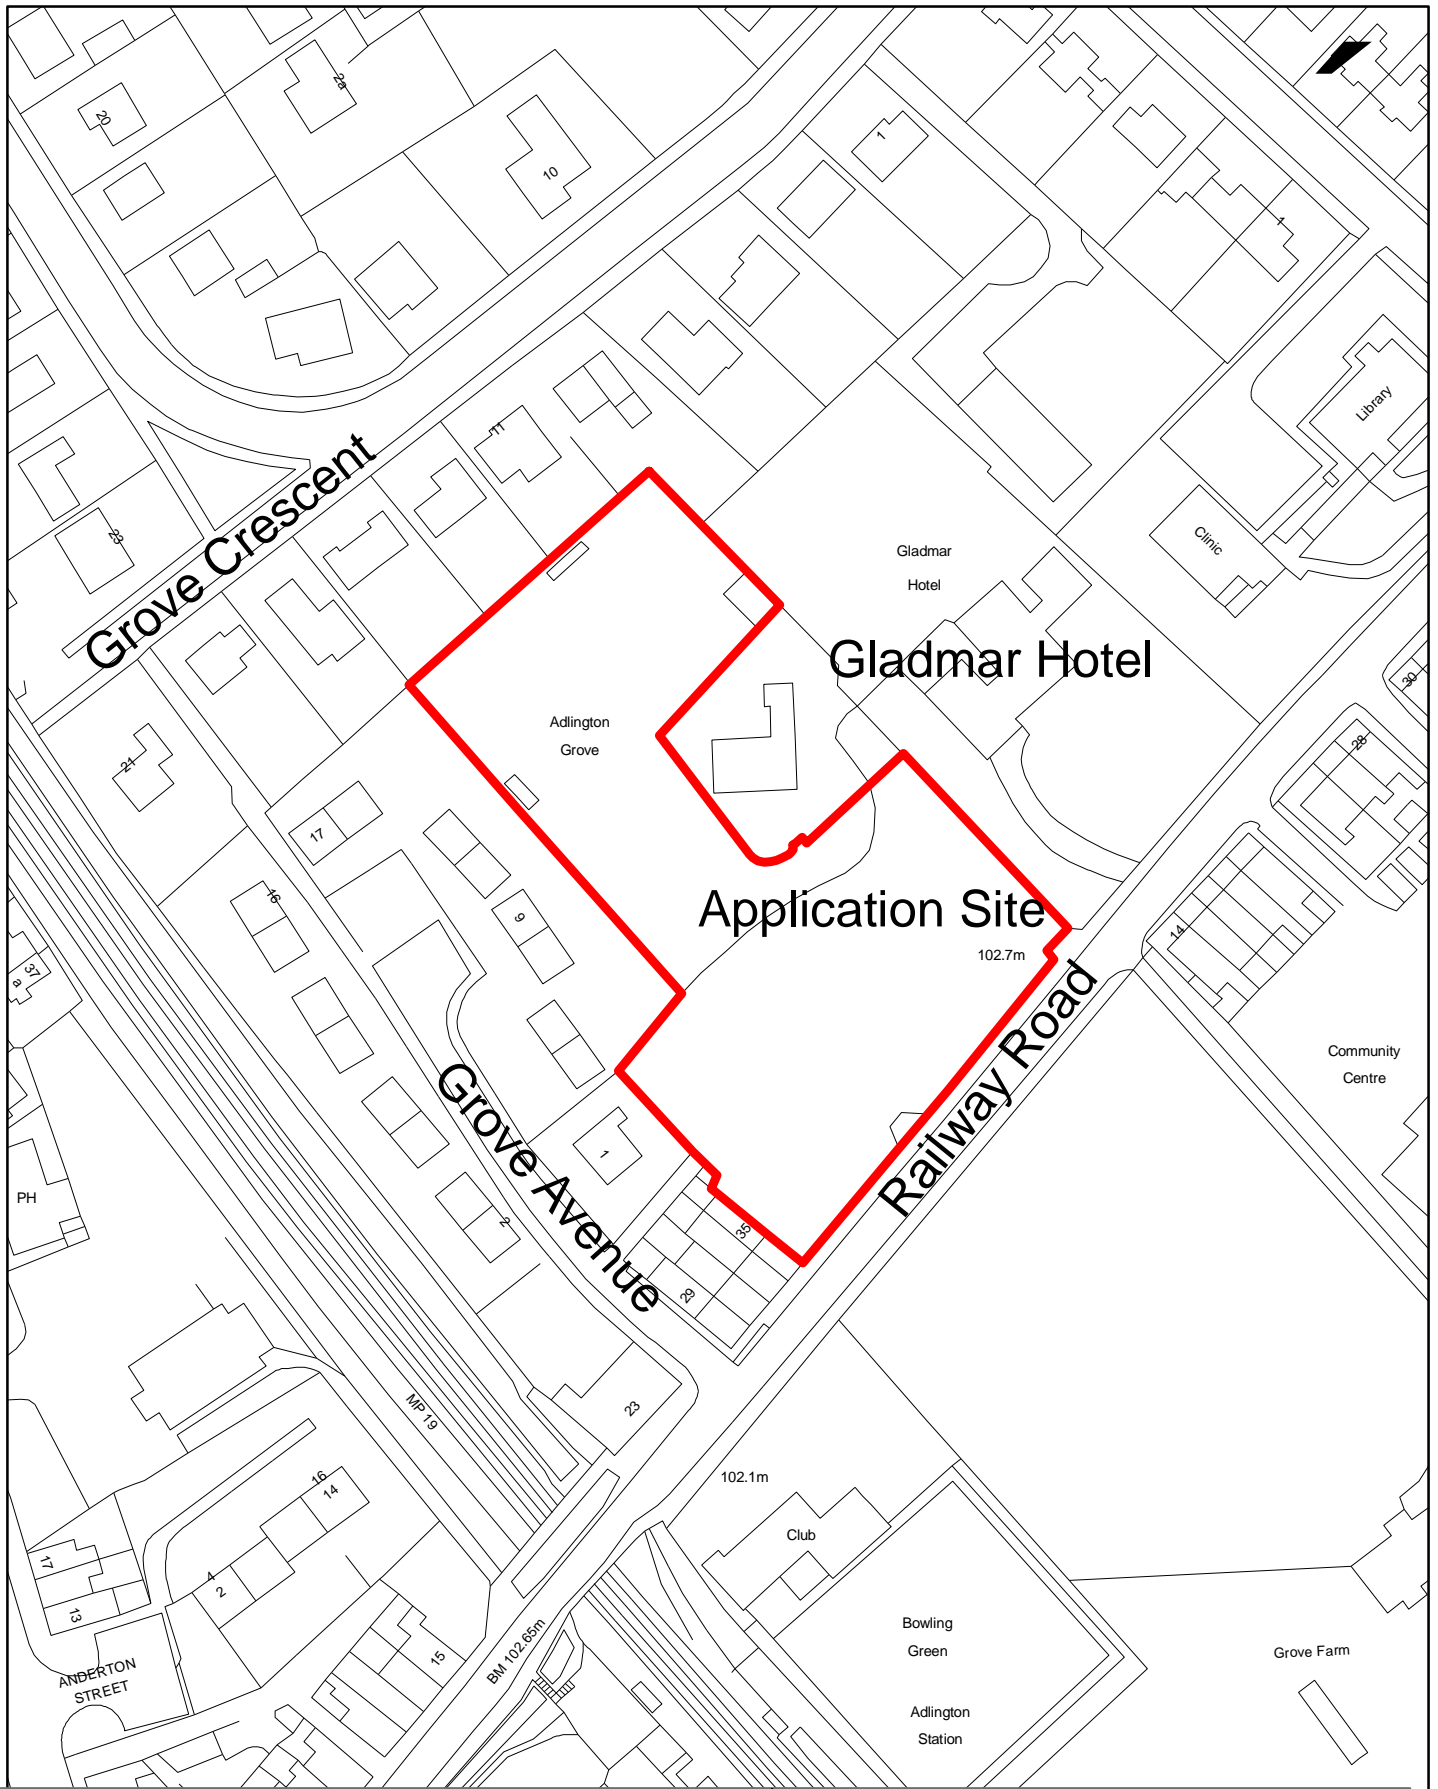 2a
20
10
1
1
11
Library
Grove Crescent
23
Clinic
Gladmar
Hotel
Gladmar Hotel
30
28
Adlington
Grove
21
17
16
9
14
Application Site
102.7m
37
a
Railway Road
Community
Centre
Grove Avenue
1
PH
2
35
29
23
MP 19
102.1m
16
14
Club
17
4
2
13
15
BM 102.65m
ANDERTON
STREET
Bowling
Green
Grove Farm
Adlington
Station